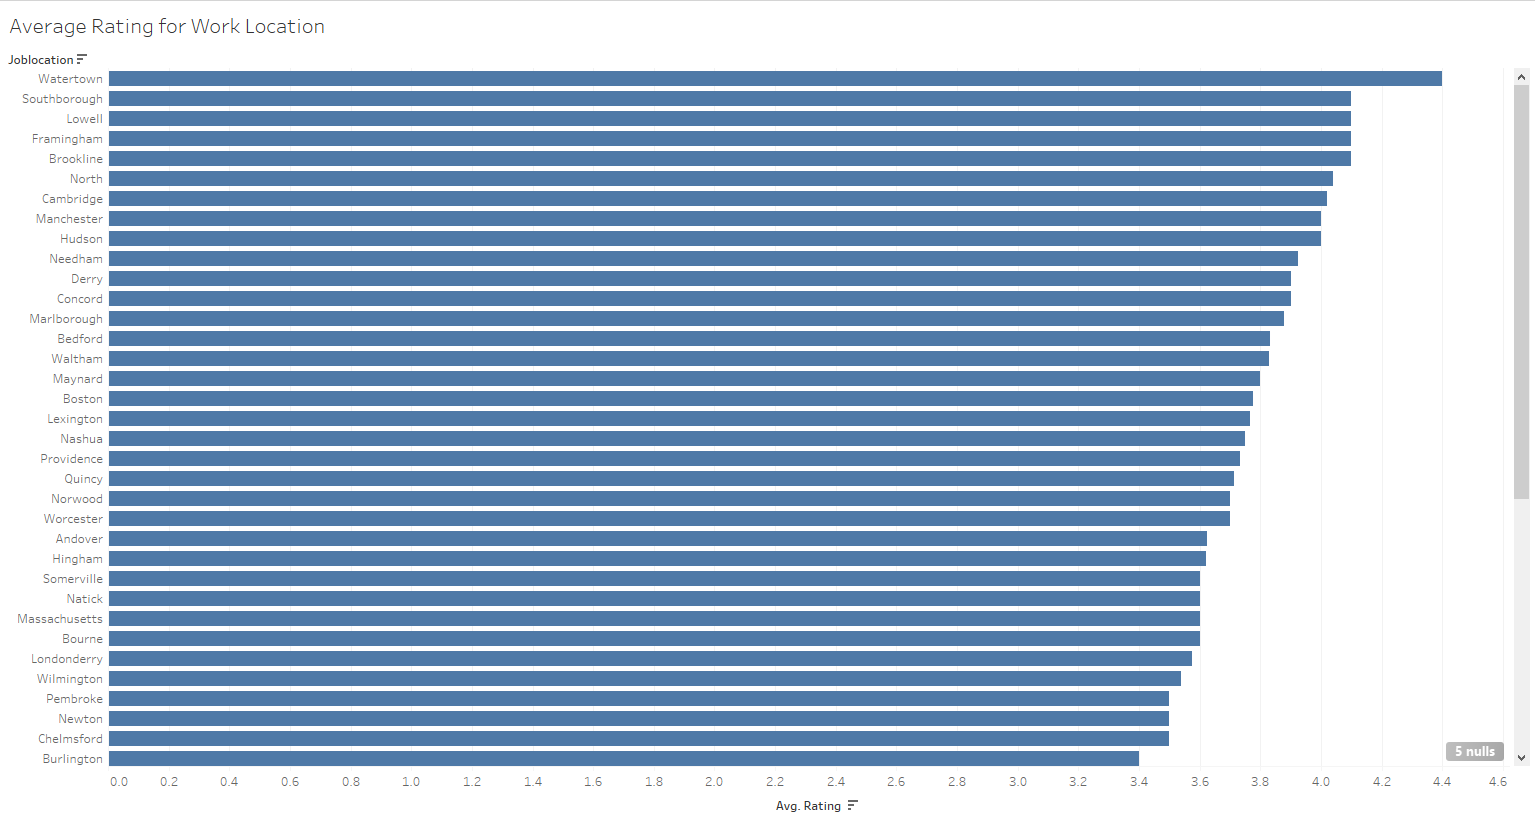 Average Rating for Work Location
Joblocation
Watertown
Southborough
Lowell
Framingham
Brookline
North
Cambridge
Manchester
Hudson
Needham
Derry
Concord
Marlborough
Bedford
Waltham
Maynard
Boston
Lexington
Nashua
Providence
Quincy
Norwood
Worcester
Andover
Hingham
Somerville
Natick
Massachusetts
Bourne
Londonderry
Wilmington
Pembroke
Newton
Chelmsford
5 nulls
Burlington
0.0 0.2 0.4 0.6 0.8 1.0 1.2 1.4 1.6 1.8 2.0 2.2 2.4 2.6 2.8 3.0 3.2 3.4 3.6 3.8 4.0 4.2 4.4 4.6
Avg. Rating